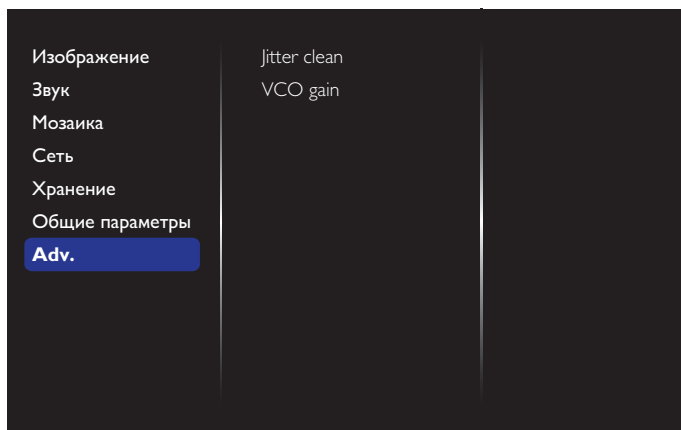 Изображение
Звук
Мозаика
Сеть
Хранение
Общие параметры
Adv.
Jitter clean
VCO gain